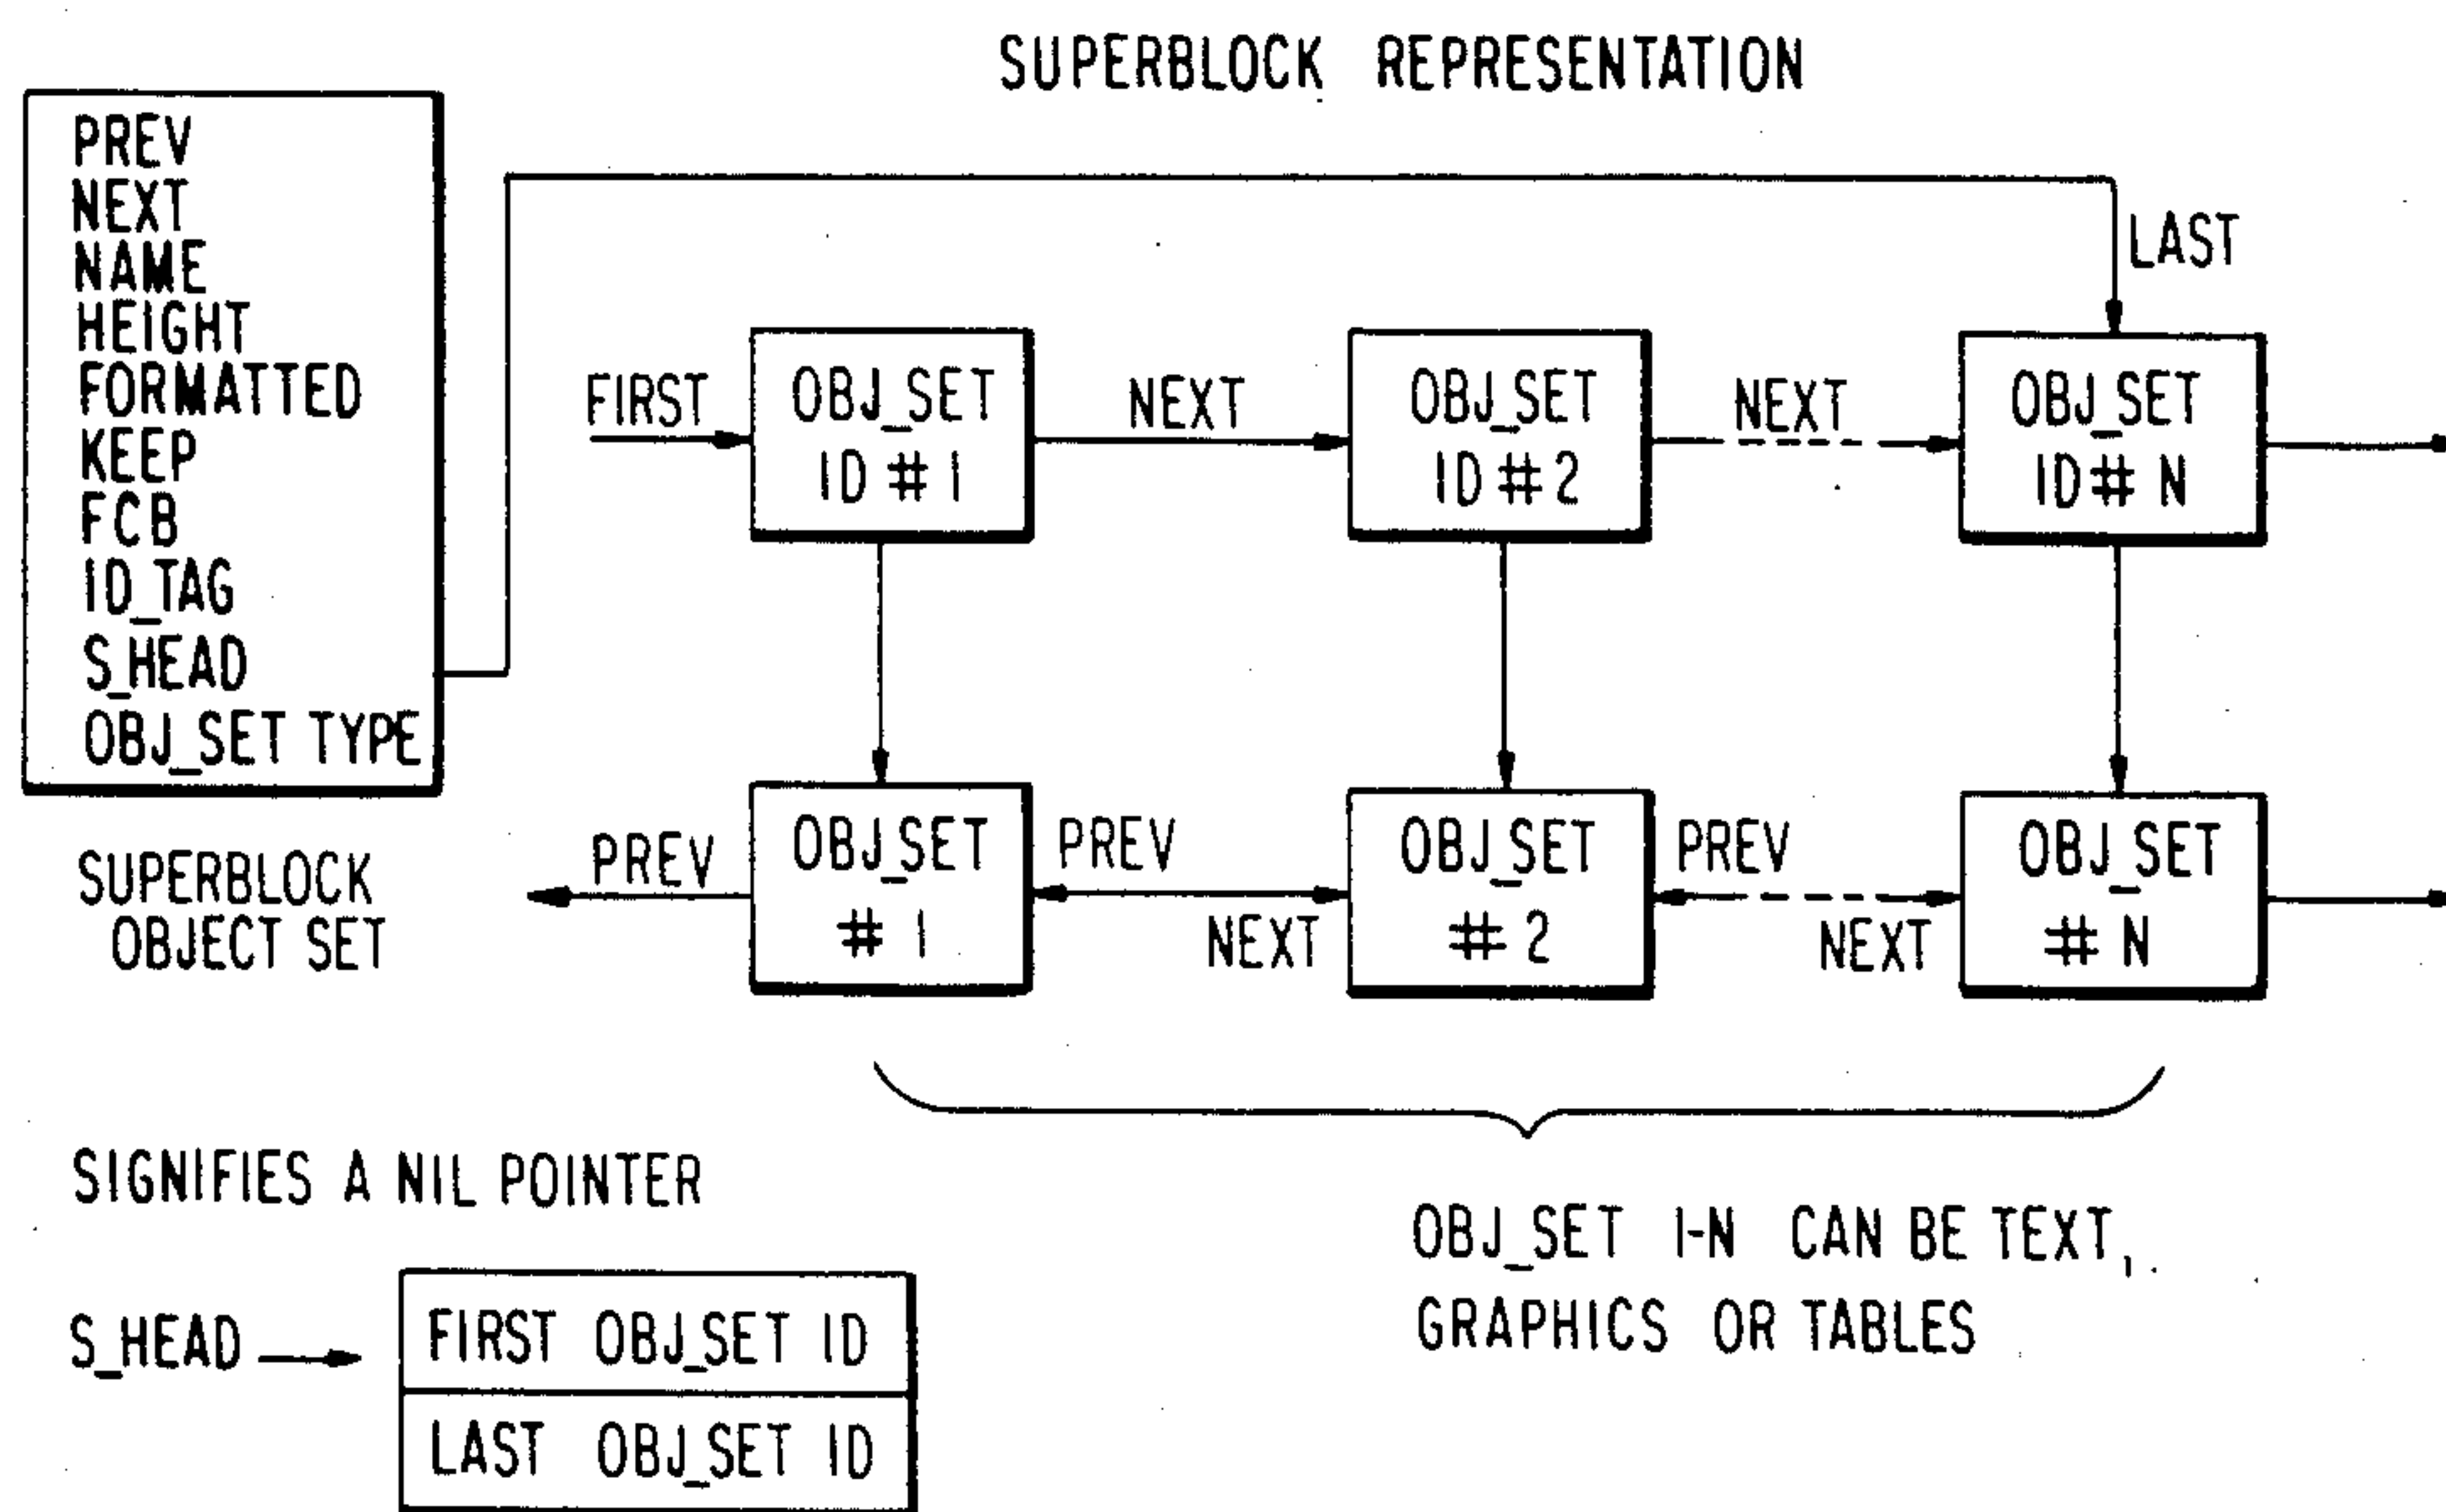 SUPERBLOCK REPRESENTATION
PREV
NEXT
NAME
HEIGHT
FORMATTED
KEEP
FCB
ID_TAG
S_HEAD
OBJ_SET TYPE
SUPERBLOCK
OBJECT SET
LAST
FIRST
OBJ_SET
ID # 1
NEXT
OBJ_SET
ID # 2
NEXT
OBJ_SET
ID # N
PREV
OBJ_SET
# 1
PREV
NEXT
OBJ_SET
# 2
PREV
NEXT
OBJ_SET
# N
SIGNIFIES A NIL POINTER
OBJ_SET 1-N CAN BE TEXT,
GRAPHICS OR TABLES
S_HEAD
FIRST OBJ_SET ID
LAST OBJ_SET ID